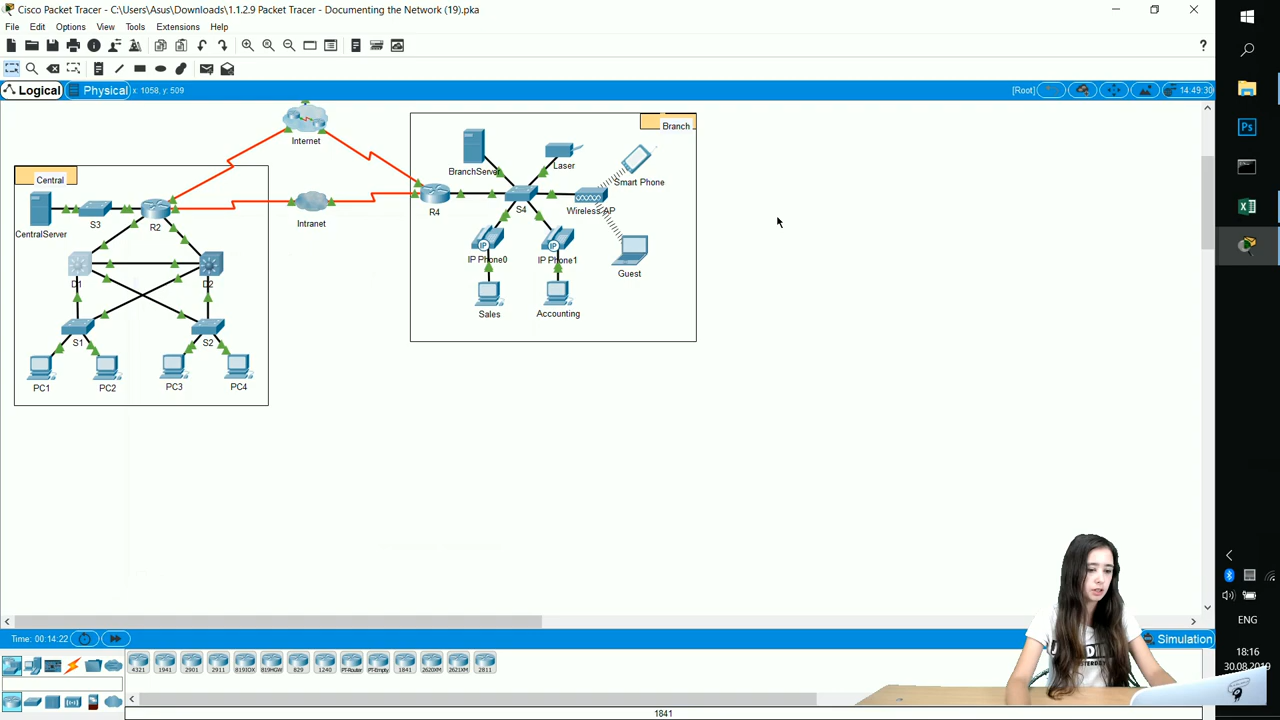 Cisco Packet Tracer - C:\Users\Asus\Downloads\1.1.2.9 Packet Tracer - Documenting the Network (19).pka
File Edit Options View Tools Extensions Help
?
Logical Physical x: 1058, y: 509 [Root] 14:49:30
Internet
Branch
Central
BranchServer
Laser
Smart Phone
CentralServer
S3
R2
Intranet
R4
S4
Wireless AP
D1
D2
IP
IP Phone0
IP
IP Phone1
Guest
Sales
Accounting
S1
S2
PC1
PC2
PC3
PC4
Time: 00:14:22
Simulation
4321 1941 2901 2911 819IOX 819HGW 829 1240 PT-Router PT-Empty 1841 2620XM 2621XM 2811
1841
Ps
ENG
18:16
30.08.2019